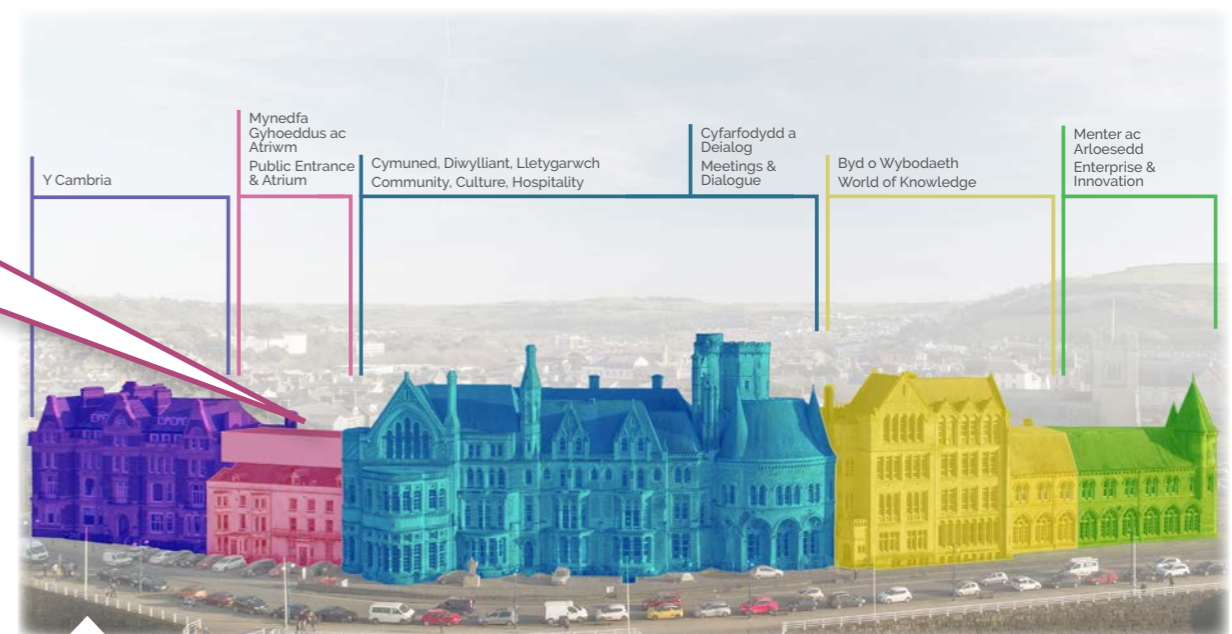 Y Cambria
Mynedfa
Gyhoeddus ac
Atriwm
Public Entrance
& Atrium
Cymuned, Diwylliant, Lletygarwch
Community, Culture, Hospitality
Cyfarfodydd a
Deialog
Meetings &
Dialogue
Byd o Wybodaeth
World of Knowledge
Menter ac
Arloesedd
Enterprise &
Innovation